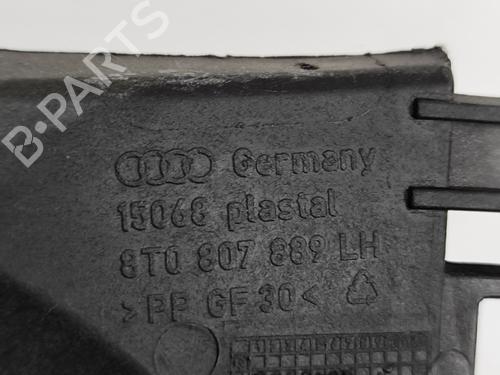 B-PARTS
Germany
15068 plastal
8T0 807 889 LH
>PP GF 30<